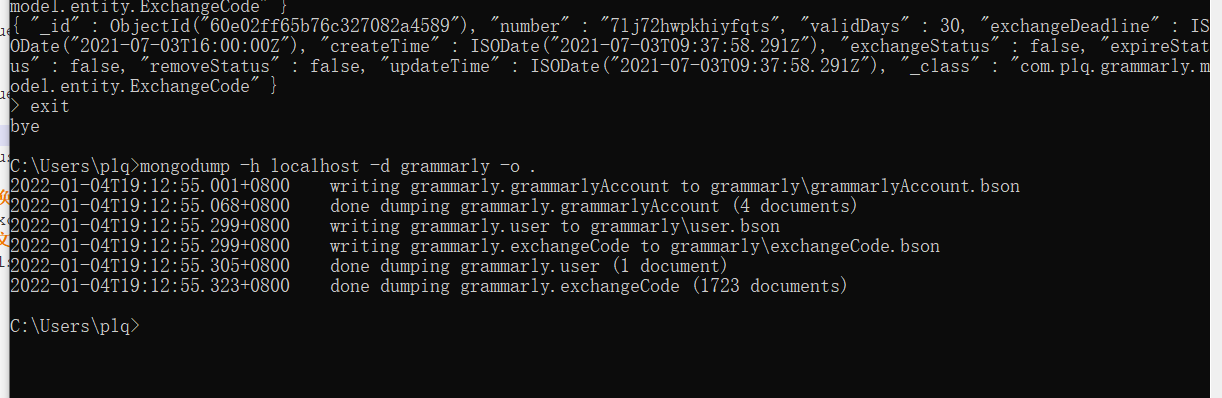 model.entity.ExchangeCode" }
{ "_id" : ObjectId("60e02ff65b76c327082a4589"), "number" : "7lj72hwpkhiyfqts", "validDays" : 30, "exchangeDeadline" : IS
ODate("2021-07-03T16:00:00Z"), "createTime" : ISODate("2021-07-03T09:37:58.291Z"), "exchangeStatus" : false, "expireStat
us" : false, "removeStatus" : false, "updateTime" : ISODate("2021-07-03T09:37:58.291Z"), "_class" : "com.plq.grammarly.m
odel.entity.ExchangeCode" }
> exit
bye
C:\Users\plq>mongodump -h localhost -d grammarly -o .
2022-01-04T19:12:55.001+0800 writing grammarly.grammarlyAccount to grammarly\grammarlyAccount.bson
2022-01-04T19:12:55.068+0800 done dumping grammarly.grammarlyAccount (4 documents)
2022-01-04T19:12:55.299+0800 writing grammarly.user to grammarly\user.bson
2022-01-04T19:12:55.299+0800 writing grammarly.exchangeCode to grammarly\exchangeCode.bson
2022-01-04T19:12:55.305+0800 done dumping grammarly.user (1 document)
2022-01-04T19:12:55.323+0800 done dumping grammarly.exchangeCode (1723 documents)
C:\Users\plq>